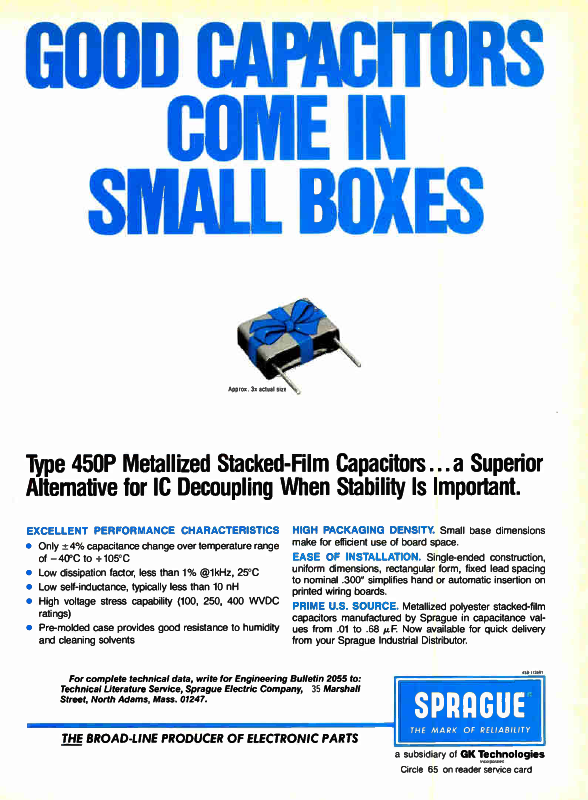 GOOD CAPACITORS
COME IN
SMALL BOXES
Approx. 3x actual size
Type 450P Metallized Stacked-Film Capacitors...a Superior
Alternative for IC Decoupling When Stability Is Important.
EXCELLENT PERFORMANCE CHARACTERISTICS
• Only ±4% capacitance change over temperature range
of −40°C to +105°C
• Low dissipation factor, less than 1% @1kHz, 25°C
• Low self-inductance, typically less than 10 nH
• High voltage stress capability (100, 250, 400 WVDC
ratings)
• Pre-molded case provides good resistance to humidity
and cleaning solvents
HIGH PACKAGING DENSITY. Small base dimensions
make for efficient use of board space.
EASE OF INSTALLATION. Single-ended construction,
uniform dimensions, rectangular form, fixed lead spacing
to nominal .300" simplifies hand or automatic insertion on
printed wiring boards.
PRIME U.S. SOURCE. Metallized polyester stacked-film
capacitors manufactured by Sprague in capacitance val-
ues from .01 to .68 μF. Now available for quick delivery
from your Sprague Industrial Distributor.
For complete technical data, write for Engineering Bulletin 2055 to:
Technical Literature Service, Sprague Electric Company, 35 Marshall
Street, North Adams, Mass. 01247.
THE BROAD-LINE PRODUCER OF ELECTRONIC PARTS
SPRAGUE
THE MARK OF RELIABILITY
a subsidiary of GK Technologies
Incorporated
Circle 65 on reader service card